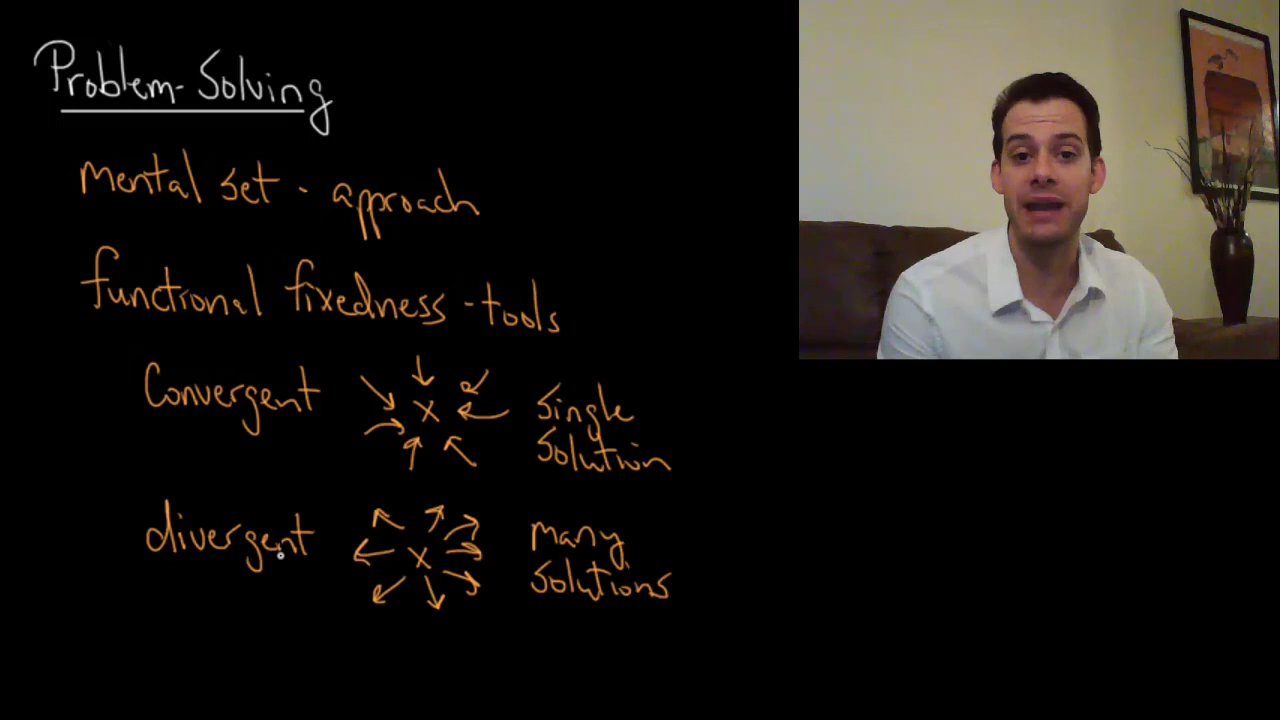 Problem-Solving
mental set - approach
functional fixedness - tools
Convergent
Single
Solution
divergent
many
Solutions